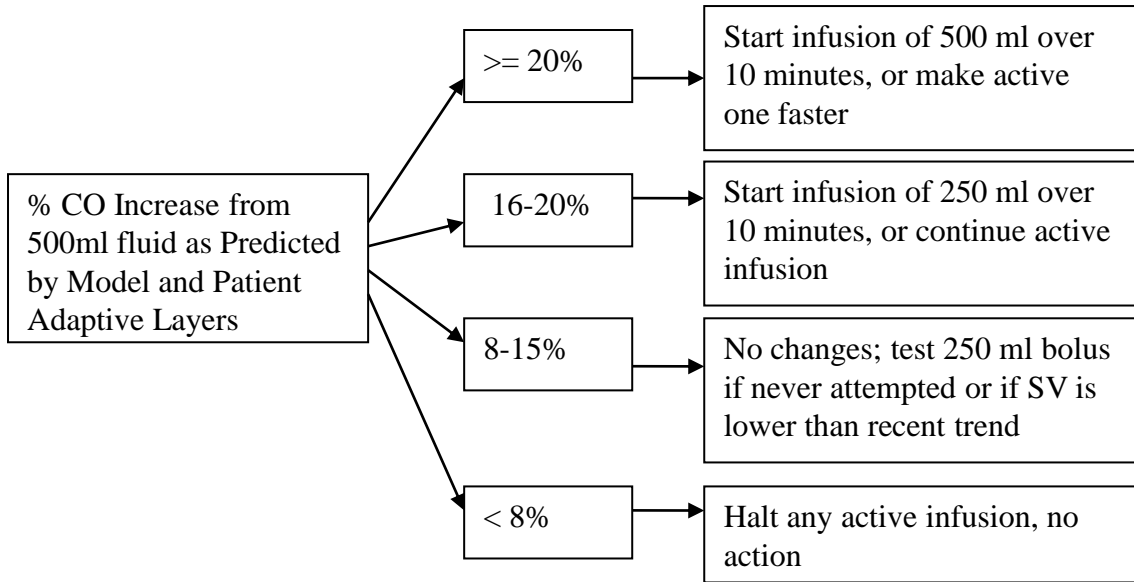 % CO Increase from
500ml fluid as Predicted
by Model and Patient
Adaptive Layers
>= 20%
Start infusion of 500 ml over
10 minutes, or make active
one faster
16-20%
Start infusion of 250 ml over
10 minutes, or continue active
infusion
8-15%
No changes; test 250 ml bolus
if never attempted or if SV is
lower than recent trend
< 8%
Halt any active infusion, no
action